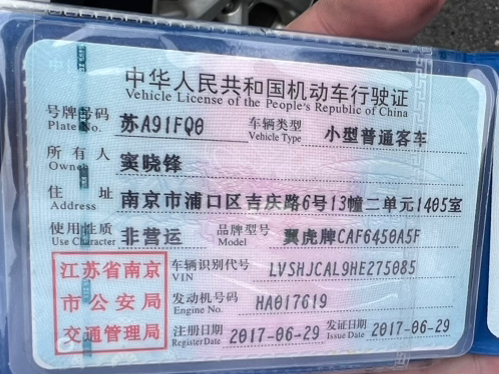 中华人民共和国机动车行驶证
Vehicle License of the People's Republic of China
号牌号码 苏A91FQ0 车辆类型 小型普通客车
Plate No. Vehicle Type
所有人 窦晓锋
Owner
住址 南京市浦口区吉庆路6号13幢二单元1405室
Address
使用性质 非营运 品牌型号 翼虎牌CAF6450A5F
Use Character Model
江苏省南京
市公安局
交通管理局
车辆识别代号 LVSHJCAL9HE275085
VIN
发动机号码 HA017619
Engine No.
注册日期 2017-06-29 发证日期 2017-06-29
Register Date Issue Date